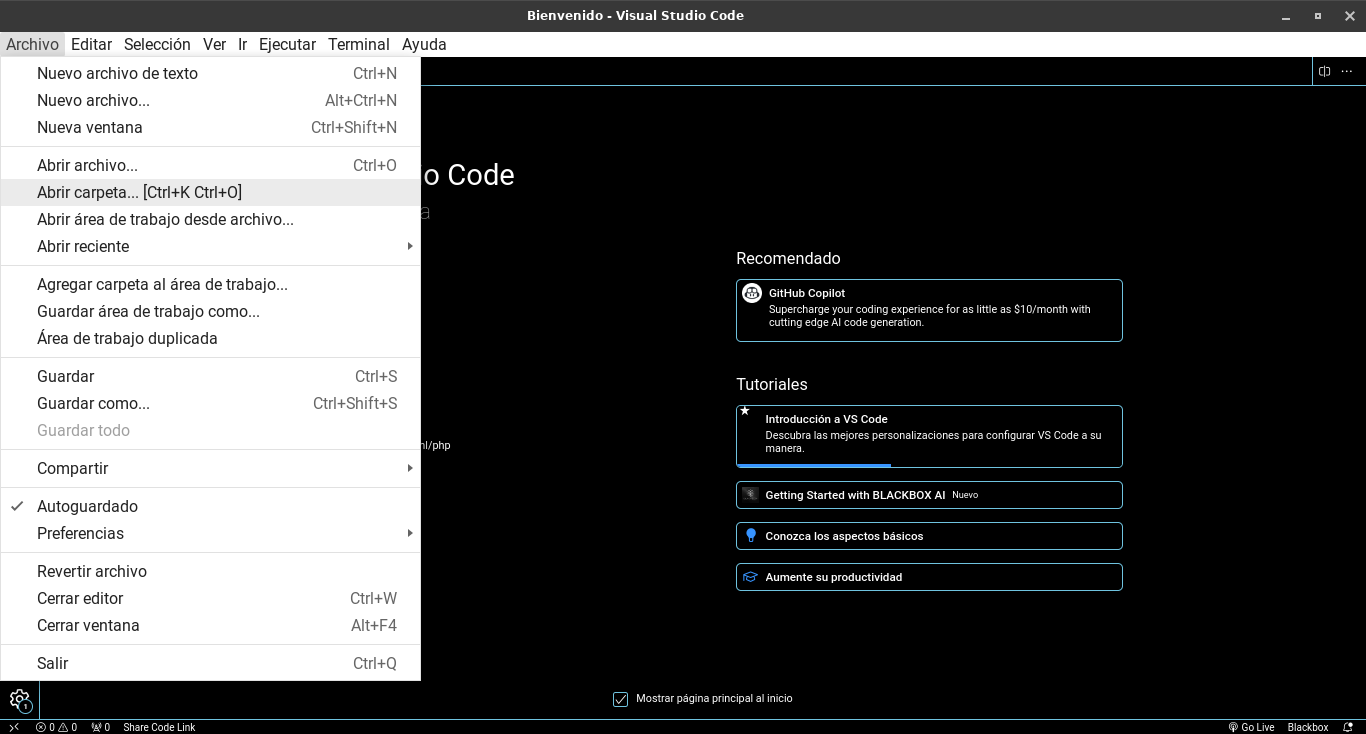 Bienvenido - Visual Studio Code
Archivo Editar Selección Ver Ir Ejecutar Terminal Ayuda
Nuevo archivo de texto Ctrl+N
Nuevo archivo... Alt+Ctrl+N
Nueva ventana Ctrl+Shift+N
Abrir archivo... Ctrl+O
Abrir carpeta... [Ctrl+K Ctrl+O]
Abrir área de trabajo desde archivo...
Abrir reciente
Agregar carpeta al área de trabajo...
Guardar área de trabajo como...
Área de trabajo duplicada
Guardar Ctrl+S
Guardar como... Ctrl+Shift+S
Guardar todo
Compartir
Autoguardado
Preferencias
Revertir archivo
Cerrar editor Ctrl+W
Cerrar ventana Alt+F4
Salir Ctrl+Q
o Code
a
nl/php
Recomendado
GitHub Copilot
Supercharge your coding experience for as little as $10/month with
cutting edge AI code generation.
Tutoriales
Introducción a VS Code
Descubra las mejores personalizaciones para configurar VS Code a su
manera.
Getting Started with BLACKBOX AI Nuevo
Conozca los aspectos básicos
Aumente su productividad
Mostrar página principal al inicio
1
0 0 0 Share Code Link Go Live Blackbox